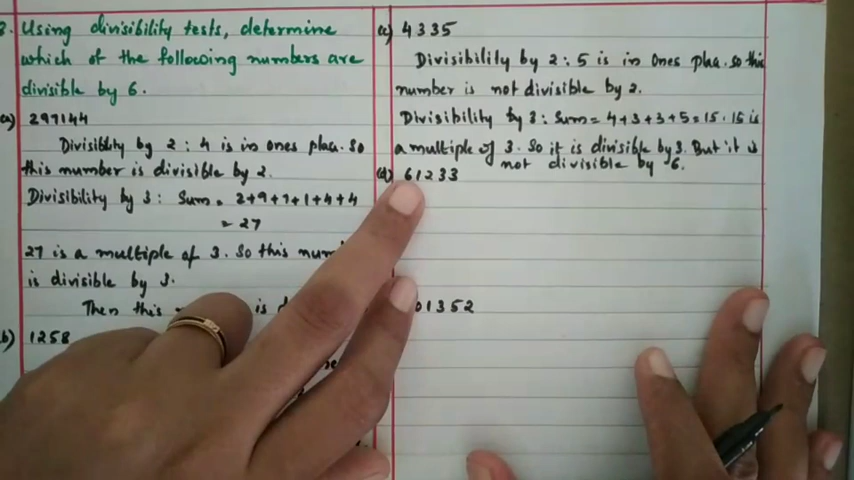 3. Using divisibility tests, determine
which of the following numbers are
divisible by 6.
a) 297144
Divisiblty by 2 : 4 is in ones place. So
this number is divisible by 2.
Divisibility by 3 : Sum = 2+9+7+1+4+4
= 27
27 is a multiple of 3. So this num
is divisible by 3.
Then this is
b) 1258
(c) 4335
Divisibility by 2 : 5 is in Ones place. So this
number is not divisible by 2.
Divisibility by 3 : Sum = 4+3+3+5 = 15. 15 is
a multiple of 3. So it is divisible by 3. But it is
not divisible by 6.
(d) 61233
01352